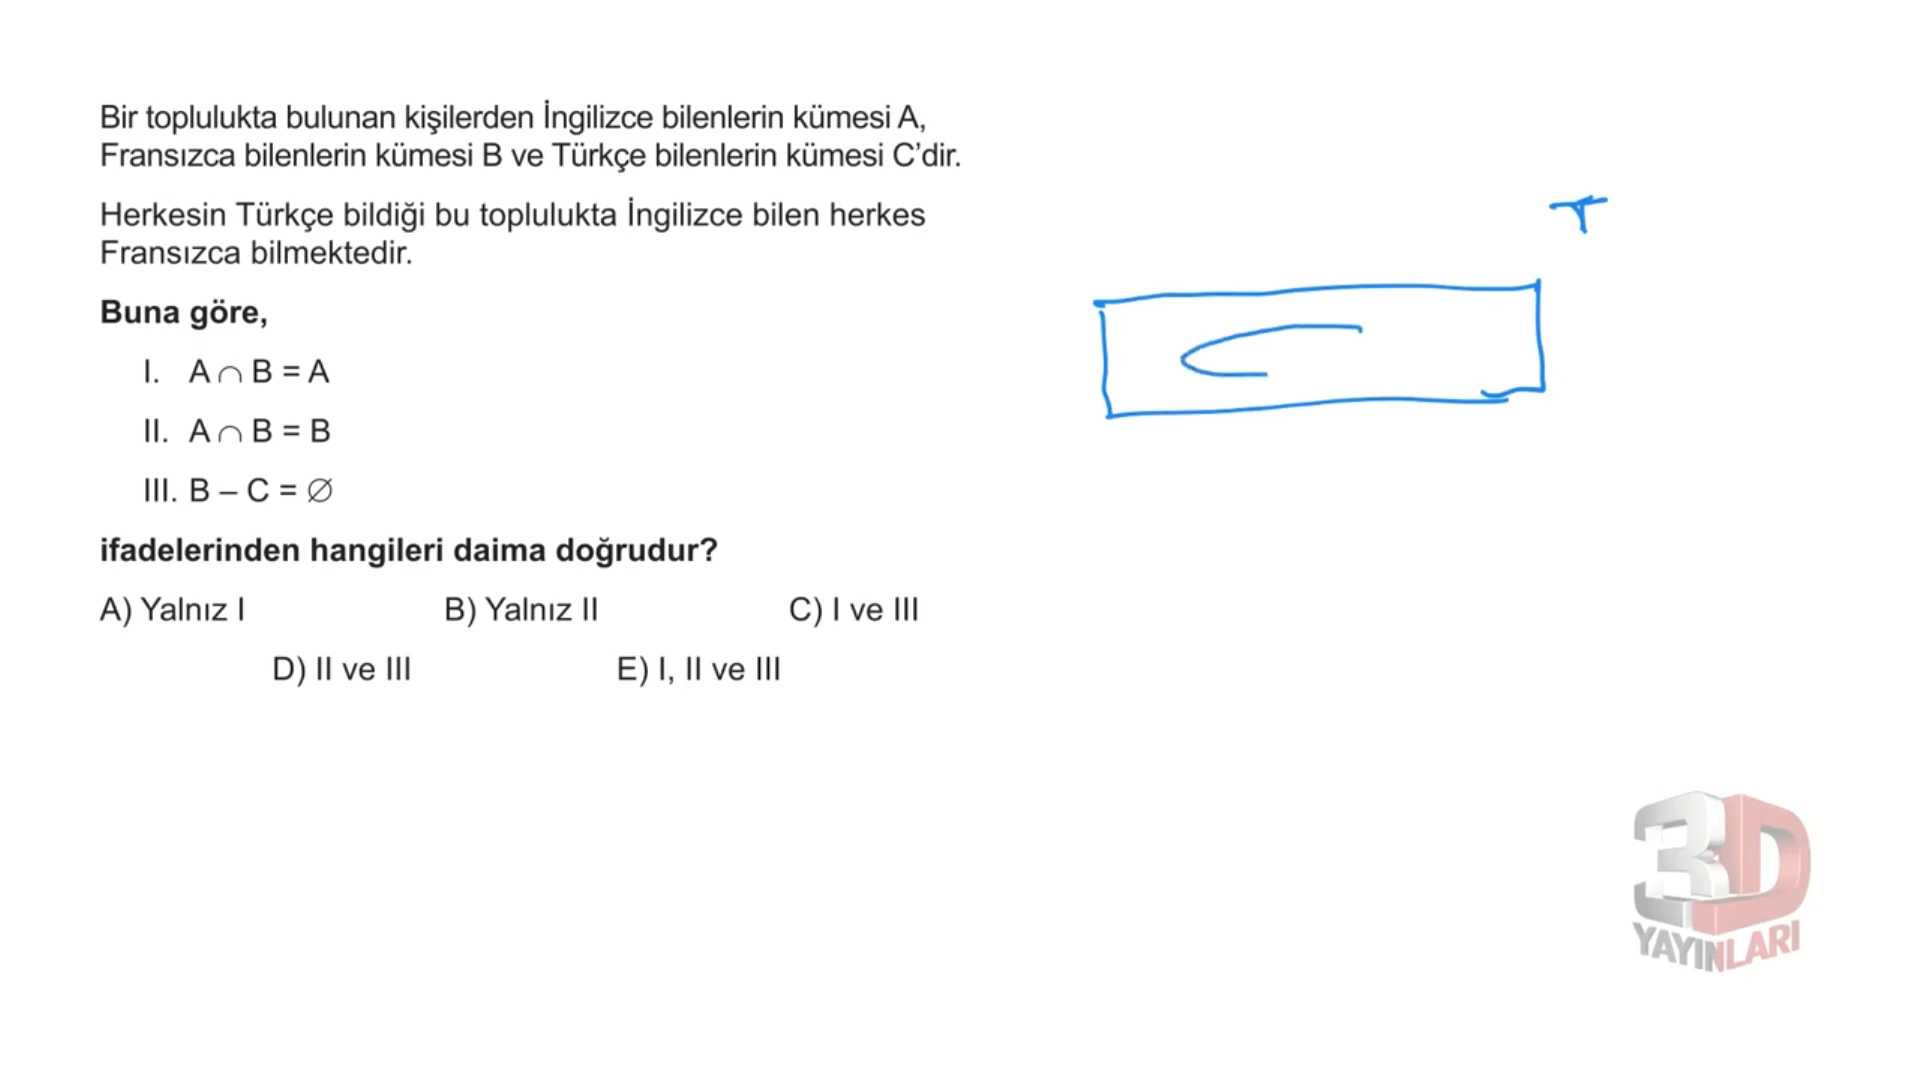 Bir toplulukta bulunan kişilerden İngilizce bilenlerin kümesi A,
Fransızca bilenlerin kümesi B ve Türkçe bilenlerin kümesi C’dir.
Herkesin Türkçe bildiği bu toplulukta İngilizce bilen herkes
Fransızca bilmektedir.
Buna göre,
I. A ∩ B = A
II. A ∩ B = B
III. B – C = ∅
ifadelerinden hangileri daima doğrudur?
A) Yalnız I B) Yalnız II C) I ve III
D) II ve III E) I, II ve III
T
3D
YAYINLARI